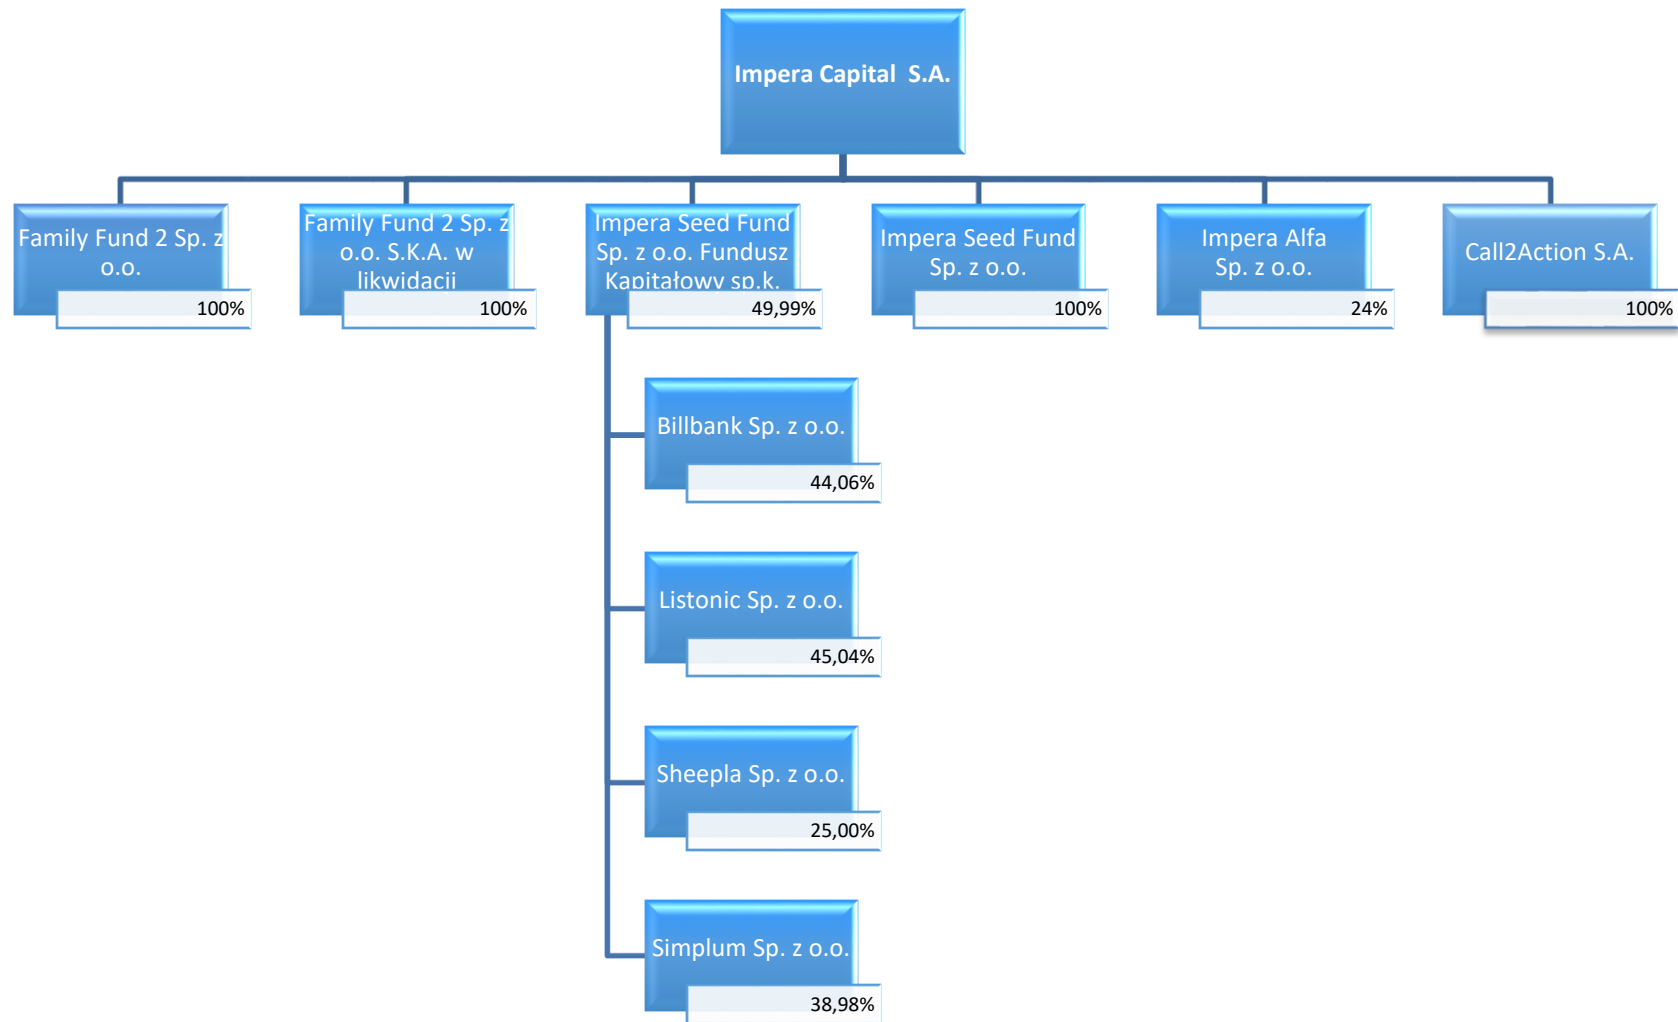 Impera Capital  S.A.
Family Fund 2 Sp. z
o.o.
100%
Family Fund 2 Sp. z
o.o. S.K.A. w
likwidacji
100%
Impera Seed Fund
Sp. z o.o. Fundusz
Kapitałowy sp.k.
49,99%
Impera Seed Fund
Sp. z o.o.
100%
Impera Alfa
Sp. z o.o.
24%
Call2Action S.A.
100%
Billbank Sp. z o.o.
44,06%
Listonic Sp. z o.o.
45,04%
Sheepla Sp. z o.o.
25,00%
Simplum Sp. z o.o.
38,98%